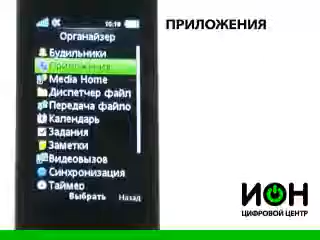 15:10
ПРИЛОЖЕНИЯ
Органайзер
Будильники
Приложения
Media Home
Диспетчер файл
Передача файло
Календарь
Задания
Заметки
Видеовызов
Синхронизация
Таймер
Выбрать Назад
ИОН
ЦИФРОВОЙ ЦЕНТР